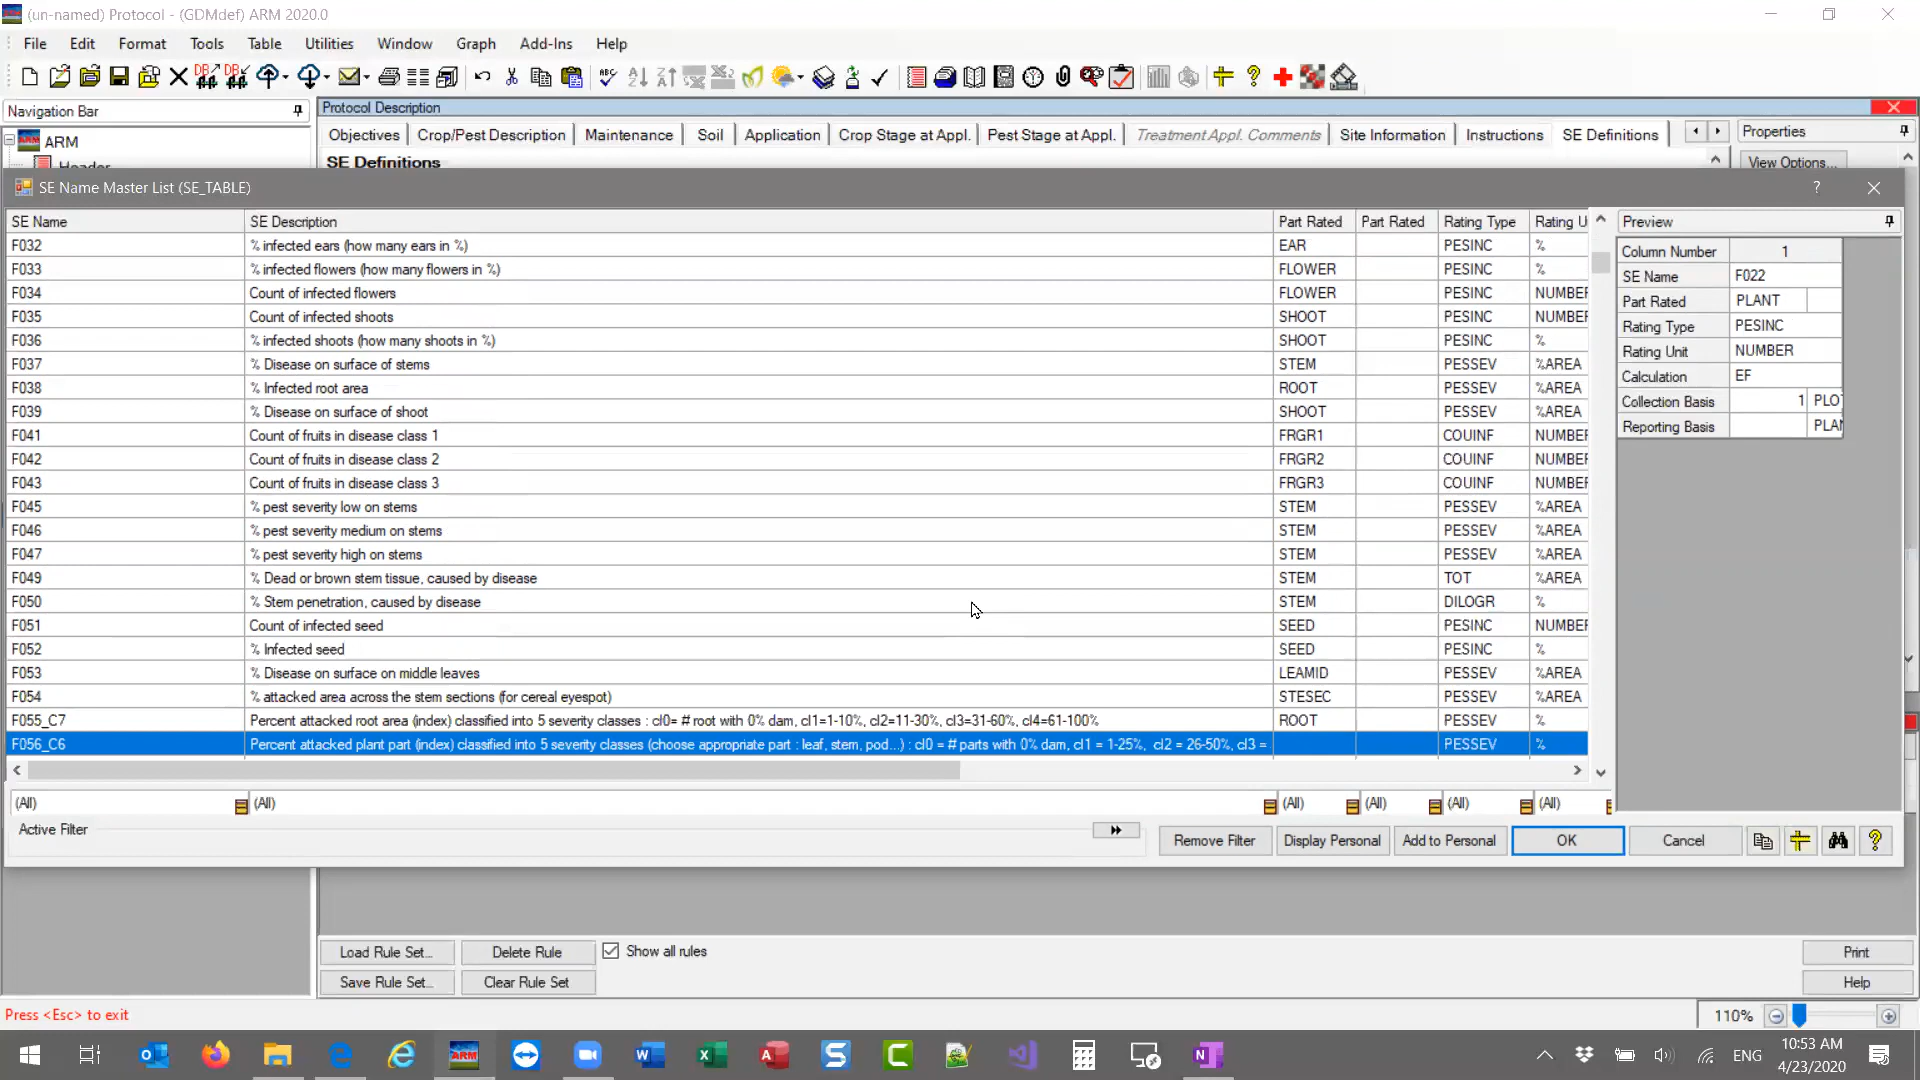 (un-named) Protocol - (GDMdef) ARM 2020.0
File Edit Format Tools Table Utilities Window Graph Add-Ins Help
Navigation Bar
Protocol Description
ARM
Header
Objectives Crop/Pest Description Maintenance Soil Application Crop Stage at Appl. Pest Stage at Appl. Treatment Appl. Comments Site Information Instructions SE Definitions
Properties
SE Definitions
View Options...
SE Name Master List (SE_TABLE)
SE Name SE Description Part Rated Part Rated Rating Type Rating U
F032 % infected ears (how many ears in %) EAR PESINC %
F033 % infected flowers (how many flowers in %) FLOWER PESINC %
F034 Count of infected flowers FLOWER PESINC NUMBER
F035 Count of infected shoots SHOOT PESINC NUMBER
F036 % infected shoots (how many shoots in %) SHOOT PESINC %
F037 % Disease on surface of stems STEM PESSEV %AREA
F038 % Infected root area ROOT PESSEV %AREA
F039 % Disease on surface of shoot SHOOT PESSEV %AREA
F041 Count of fruits in disease class 1 FRGR1 COUINF NUMBER
F042 Count of fruits in disease class 2 FRGR2 COUINF NUMBER
F043 Count of fruits in disease class 3 FRGR3 COUINF NUMBER
F045 % pest severity low on stems STEM PESSEV %AREA
F046 % pest severity medium on stems STEM PESSEV %AREA
F047 % pest severity high on stems STEM PESSEV %AREA
F049 % Dead or brown stem tissue, caused by disease STEM TOT %AREA
F050 % Stem penetration, caused by disease STEM DILOGR %
F051 Count of infected seed SEED PESINC NUMBER
F052 % Infected seed SEED PESINC %
F053 % Disease on surface on middle leaves LEAMID PESSEV %AREA
F054 % attacked area across the stem sections (for cereal eyespot) STESEC PESSEV %AREA
F055_C7 Percent attacked root area (index) classified into 5 severity classes : cl0= # root with 0% dam, cl1=1-10%, cl2=11-30%, cl3=31-60%, cl4=61-100% ROOT PESSEV %
F056_C6 Percent attacked plant part (index) classified into 5 severity classes (choose appropriate part : leaf, stem, pod...) : cl0 = # parts with 0% dam, cl1 = 1-25%, cl2 = 26-50%, cl3 = PESSEV %
Preview
Column Number 1
SE Name F022
Part Rated PLANT
Rating Type PESINC
Rating Unit NUMBER
Calculation EF
Collection Basis 1 PLOT
Reporting Basis PLAN
(All) (All) (All) (All) (All) (All)
Active Filter
Remove Filter Display Personal Add to Personal OK Cancel
Load Rule Set... Delete Rule Show all rules Print
Save Rule Set... Clear Rule Set Help
Press <Esc> to exit
110%
ENG
10:53 AM
4/23/2020